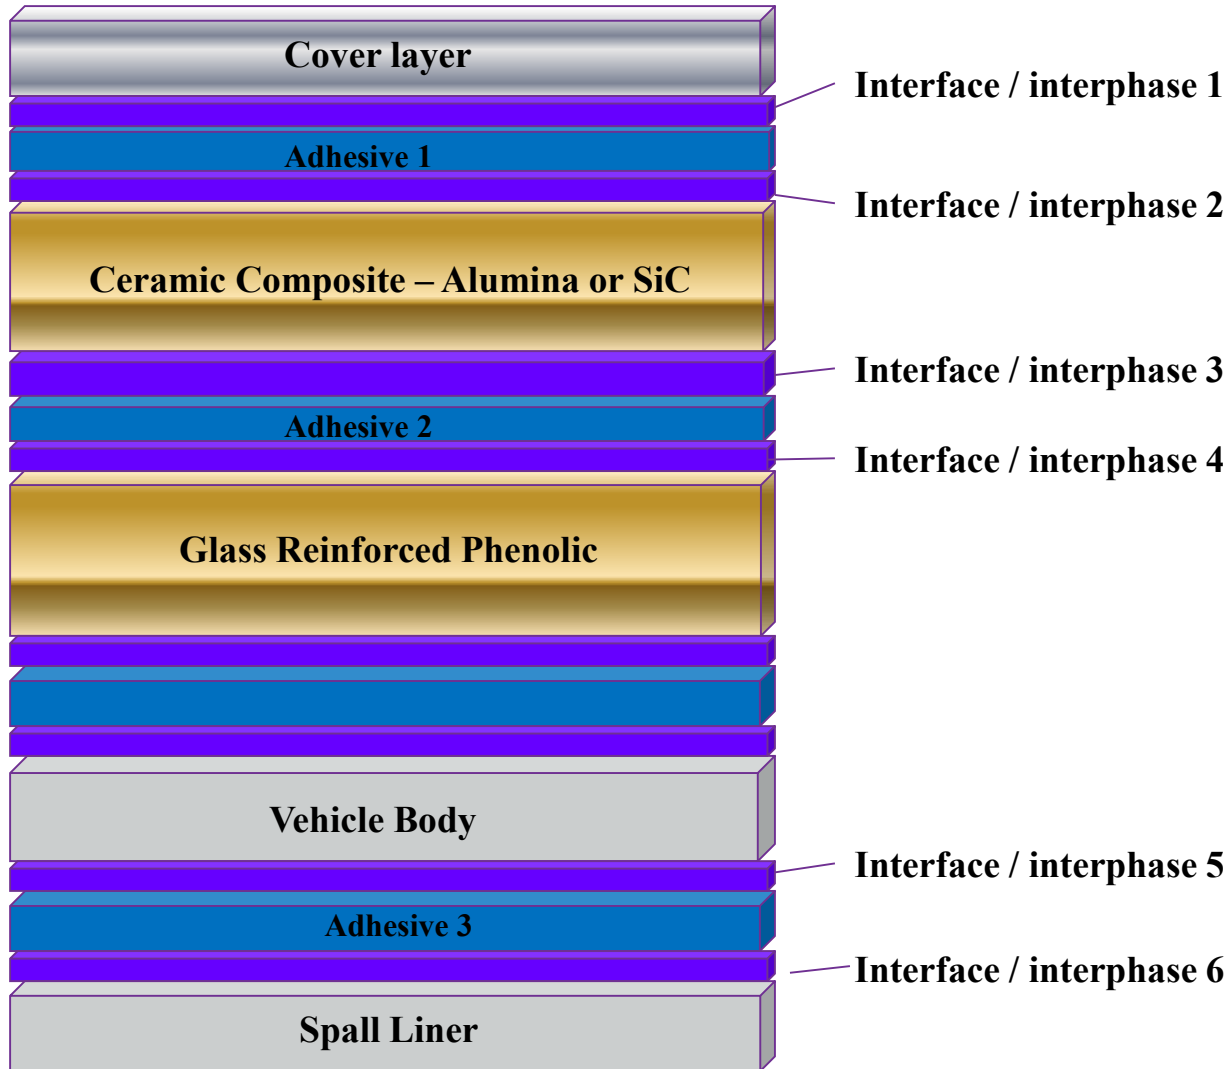 Cover layer
Interface / interphase 1
Adhesive 1
Interface / interphase 2
Ceramic Composite – Alumina or SiC
Interface / interphase 3
Adhesive 2
Interface / interphase 4
Glass Reinforced Phenolic
Vehicle Body
Interface / interphase 5
Adhesive 3
Interface / interphase 6
Spall Liner